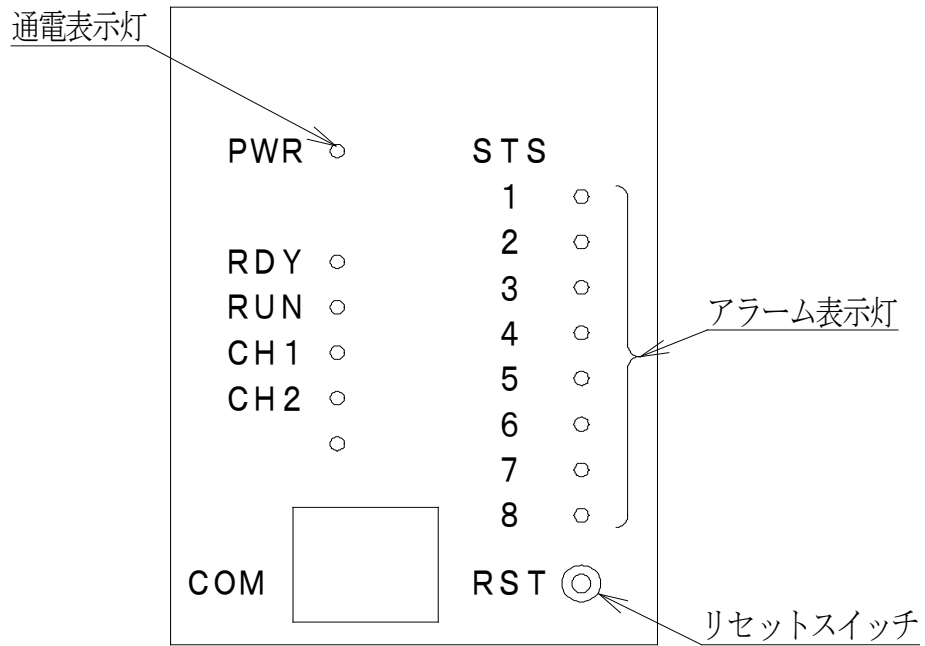 通電表示灯
PWR
STS
1
2
3
4
5
6
7
8
RDY
RUN
CH1
CH2
アラーム表示灯
COM
RST
リセットスイッチ